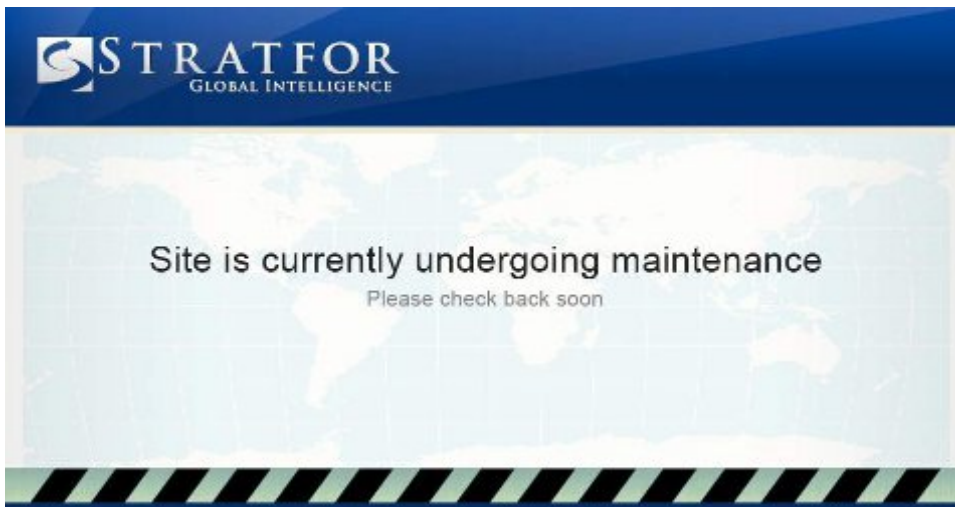 STRATFOR
GLOBAL INTELLIGENCE
Site is currently undergoing maintenance
Please check back soon